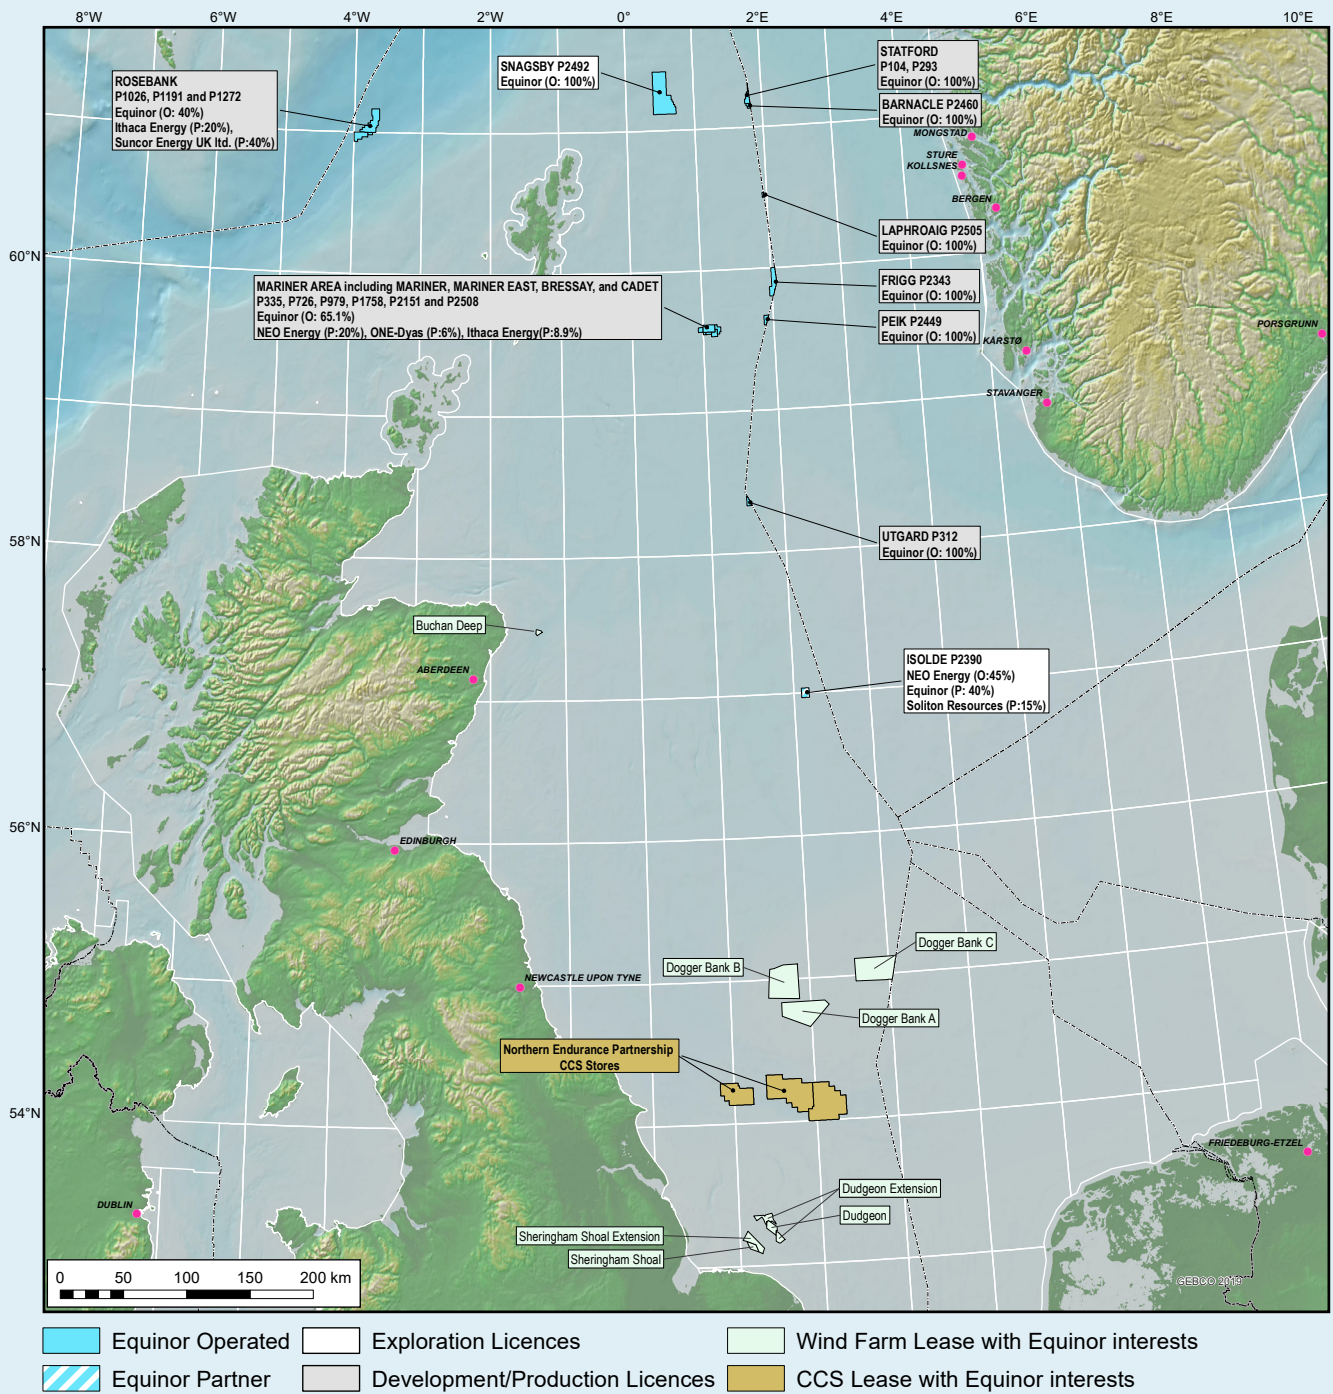 8°W 6°W 4°W 2°W 0° 2°E 4°E 6°E 8°E 10°E
ROSEBANK
P1026, P1191 and P1272
Equinor (O: 40%)
Ithaca Energy (P:20%),
Suncor Energy UK ltd. (P:40%)
SNAGSBY P2492
Equinor (O: 100%)
STATFORD
P104, P293
Equinor (O: 100%)
BARNACLE P2460
Equinor (O: 100%)
MONGSTAD
STURE
KOLLSNES
BERGEN
LAPHROAIG P2505
Equinor (O: 100%)
60°N
MARINER AREA including MARINER, MARINER EAST, BRESSAY, and CADET
P335, P726, P979, P1758, P2151 and P2508
Equinor (O: 65.1%)
NEO Energy (P:20%), ONE-Dyas (P:6%), Ithaca Energy(P:8.9%)
FRIGG P2343
Equinor (O: 100%)
PEIK P2449
Equinor (O: 100%)
PORSGRUNN
KÅRSTØ
STAVANGER
58°N
UTGARD P312
Equinor (O: 100%)
Buchan Deep
ABERDEEN
ISOLDE P2390
NEO Energy (O:45%)
Equinor (P: 40%)
Soliton Resources (P:15%)
56°N
EDINBURGH
Dogger Bank C
Dogger Bank B
NEWCASTLE UPON TYNE
Dogger Bank A
Northern Endurance Partnership
CCS Stores
54°N
FRIEDEBURG-ETZEL
DUBLIN
Dudgeon Extension
Dudgeon
Sheringham Shoal Extension
Sheringham Shoal
0 50 100 150 200 km
GEBCO 2019
Equinor Operated
Exploration Licences
Wind Farm Lease with Equinor interests
Equinor Partner
Development/Production Licences
CCS Lease with Equinor interests